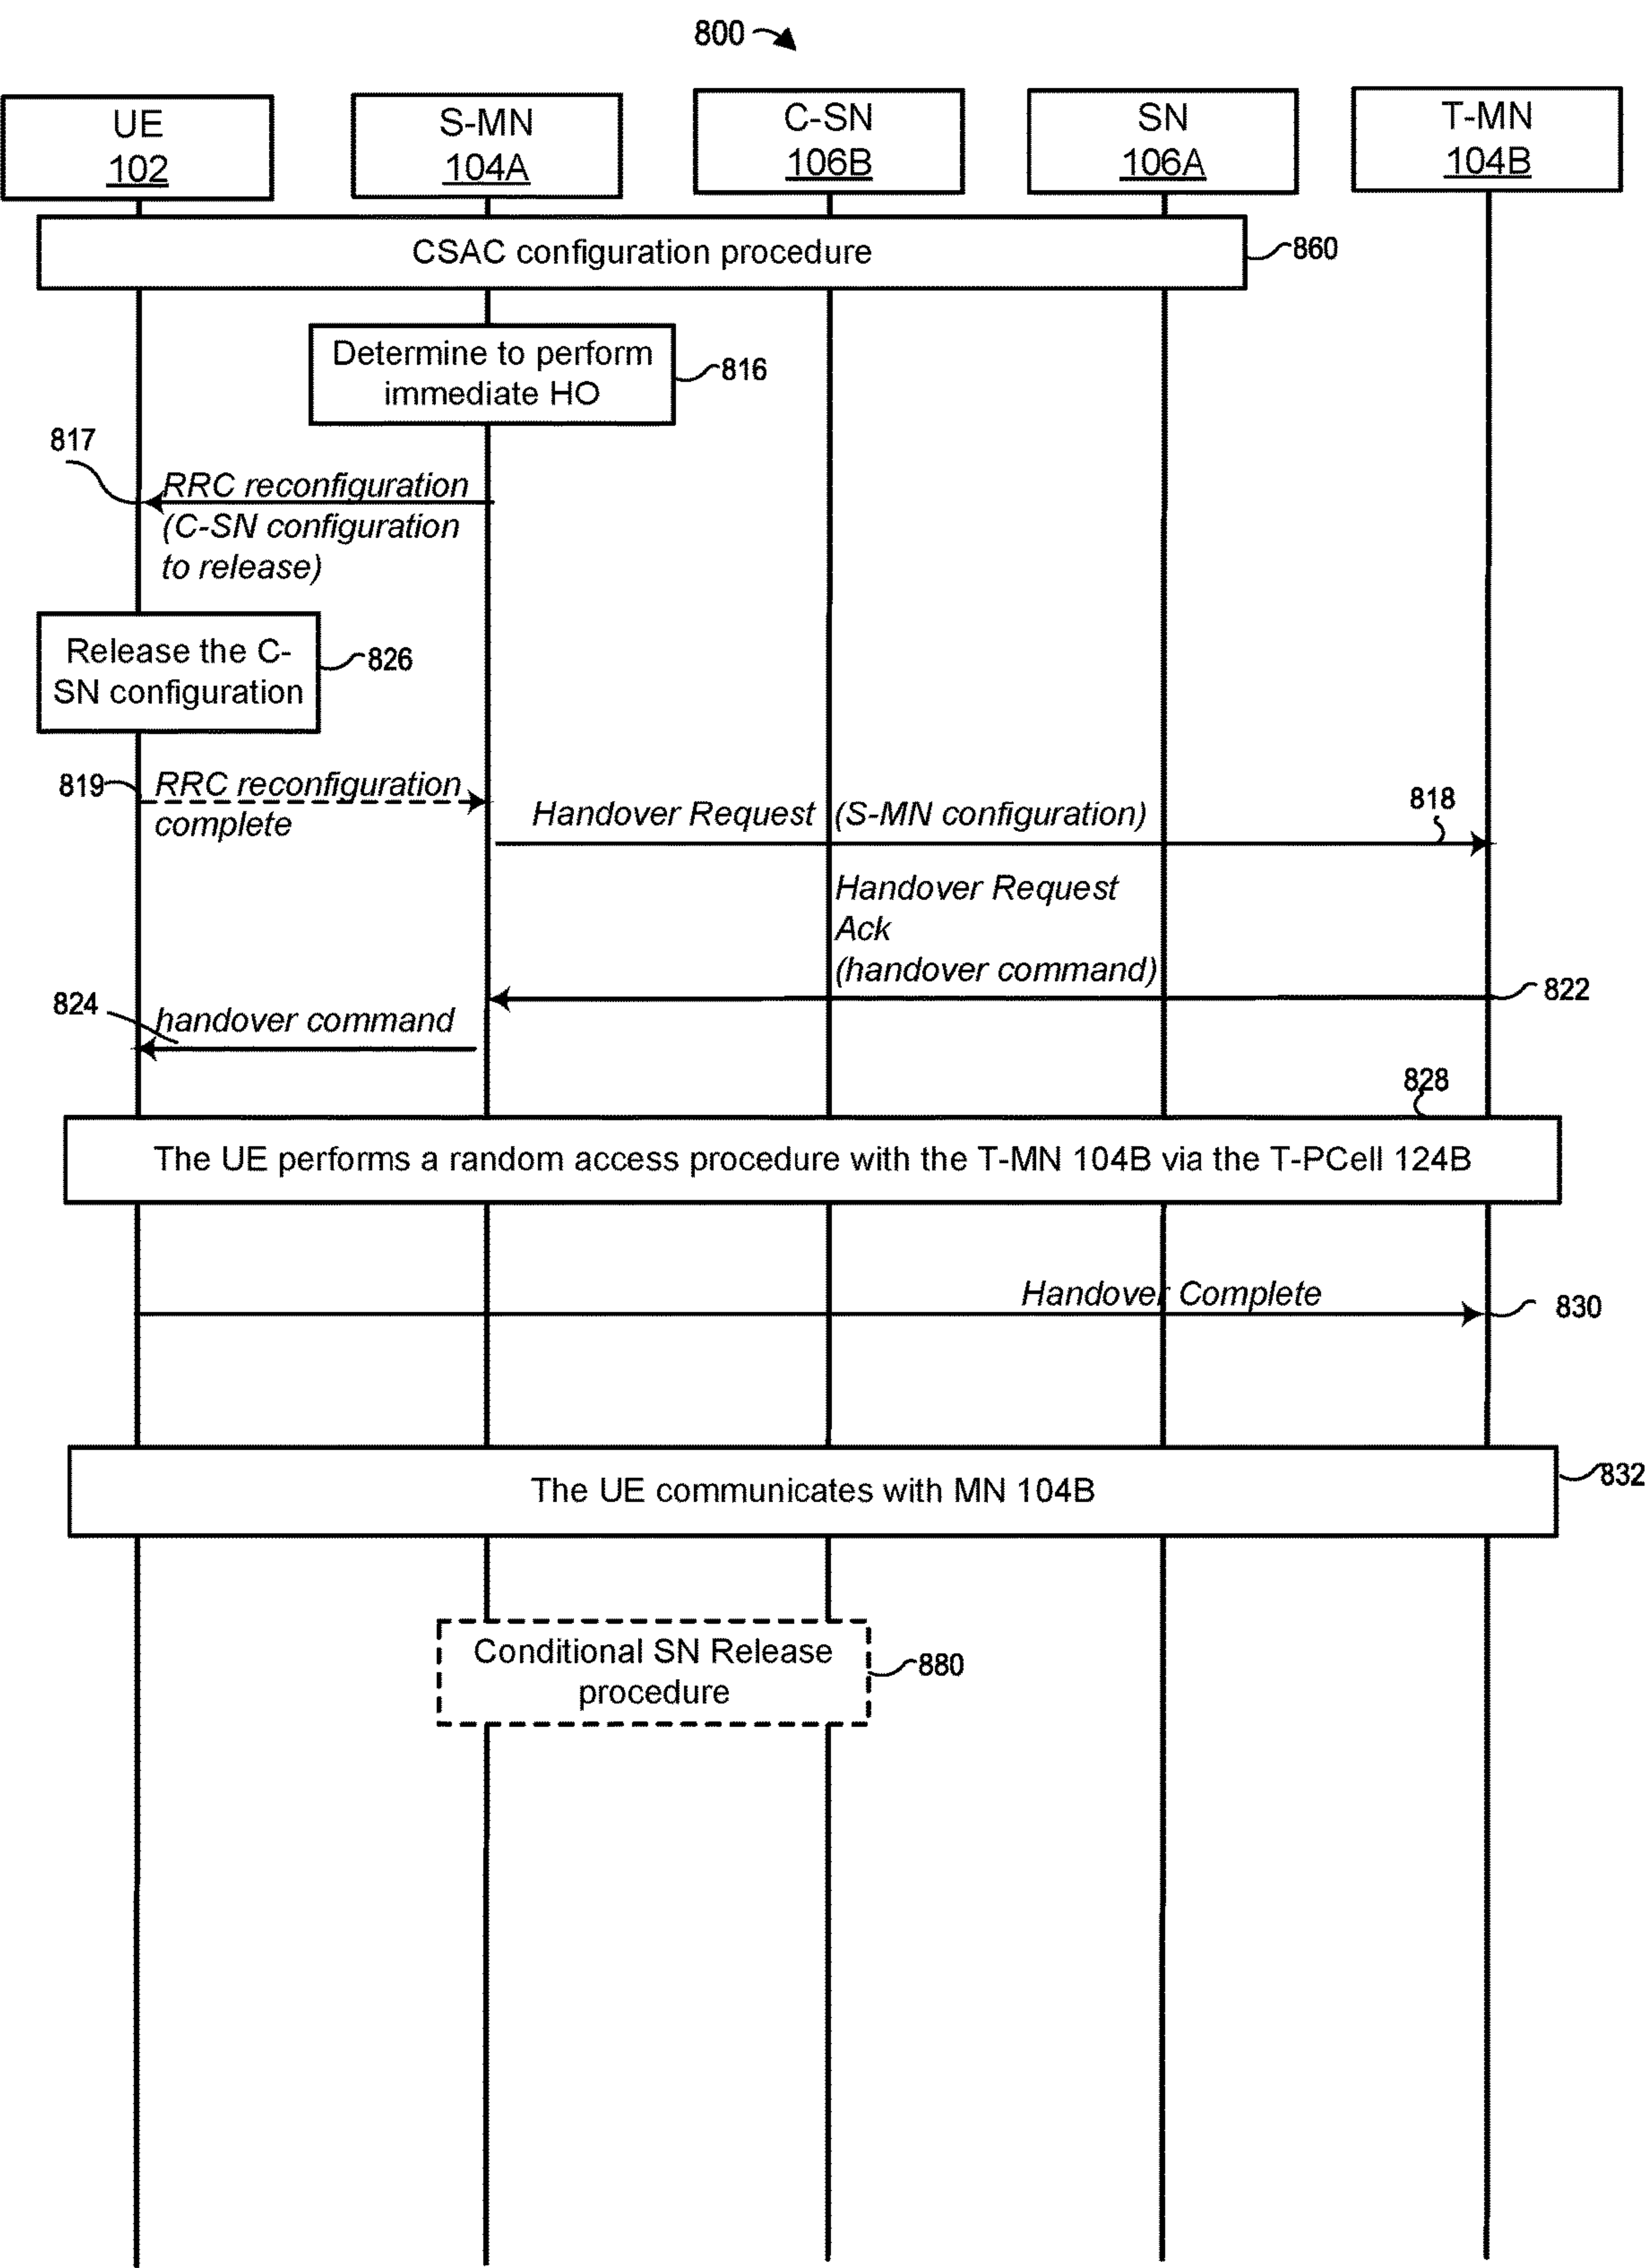 800
UE
102
S-MN
104A
C-SN
106B
SN
106A
T-MN
104B
CSAC configuration procedure
860
Determine to perform
immediate HO
816
817
RRC reconfiguration
(C-SN configuration
to release)
Release the C-
SN configuration
826
819
RRC reconfiguration
complete
Handover Request (S-MN configuration)
818
Handover Request
Ack
(handover command)
822
824
handover command
828
The UE performs a random access procedure with the T-MN 104B via the T-PCell 124B
Handover Complete
830
The UE communicates with MN 104B
832
Conditional SN Release
procedure
880